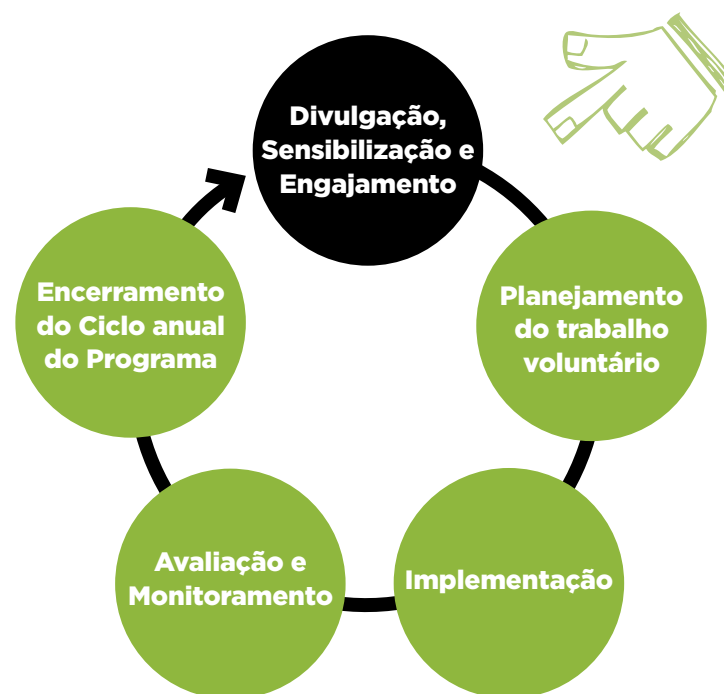 Divulgação,
Sensibilização e
Engajamento
Planejamento
do trabalho
voluntário
Implementação
Avaliação e
Monitoramento
Encerramento
do Ciclo anual
do Programa